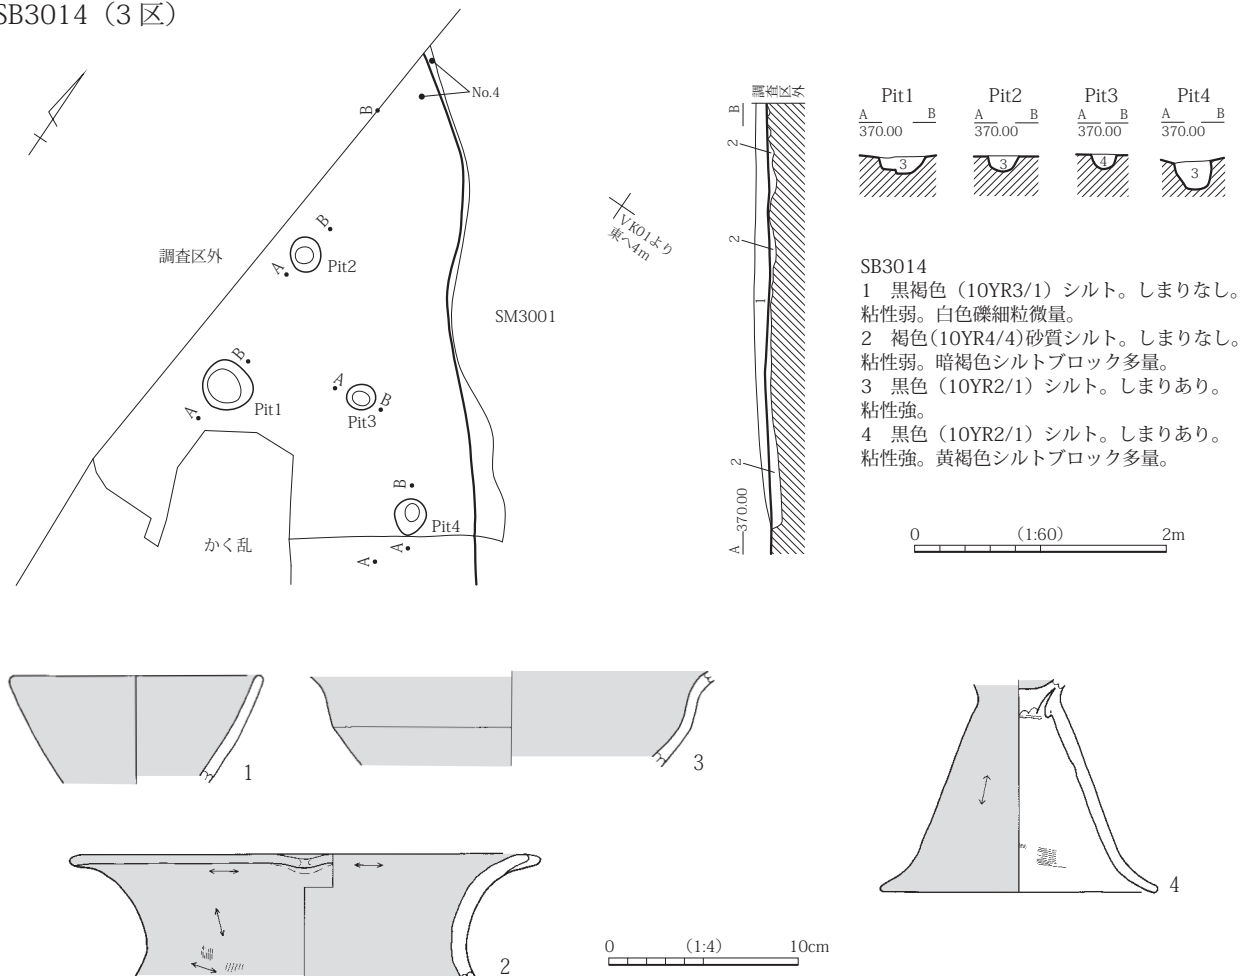 SB3014（3 区）
B
No.4
調査区外
B
A
Pit2
SM3001
B
A
Pit1
A
B
Pit3
B
Pit4
A
A
かく乱
VK01より
東へ4m
調査区外
B
2
2
1
2
A
370.00
Pit1
Pit2
Pit3
Pit4
A B
A B
A B
A B
370.00
370.00
370.00
370.00
3
3
4
3
SB3014
1　黒褐色（10YR3/1）シルト。しまりなし。
粘性弱。白色礫細粒微量。
2　褐色(10YR4/4)砂質シルト。しまりなし。
粘性弱。暗褐色シルトブロック多量。
3　黒色（10YR2/1）シルト。しまりあり。
粘性強。
4　黒色（10YR2/1）シルト。しまりあり。
粘性強。黄褐色シルトブロック多量。
0 （1:60） 2m
1
3
4
2
0 （1:4） 10cm